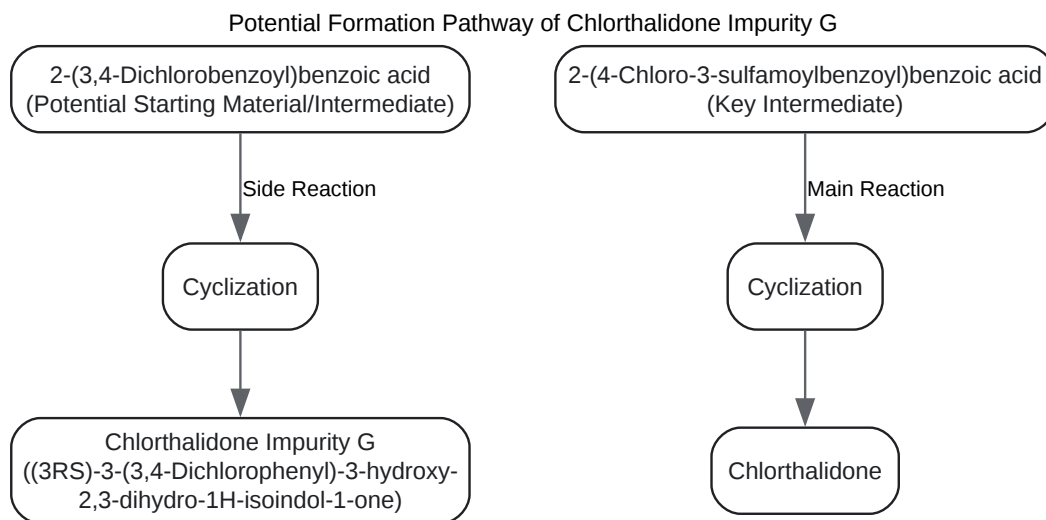 Potential Formation Pathway of Chlorthalidone Impurity G
2-(3,4-Dichlorobenzoyl)benzoic acid
(Potential Starting Material/Intermediate)
2-(4-Chloro-3-sulfamoylbenzoyl)benzoic acid
(Key Intermediate)
Side Reaction
Main Reaction
Cyclization
Cyclization
Chlorthalidone Impurity G
((3RS)-3-(3,4-Dichlorophenyl)-3-hydroxy-
2,3-dihydro-1H-isoindol-1-one)
Chlorthalidone